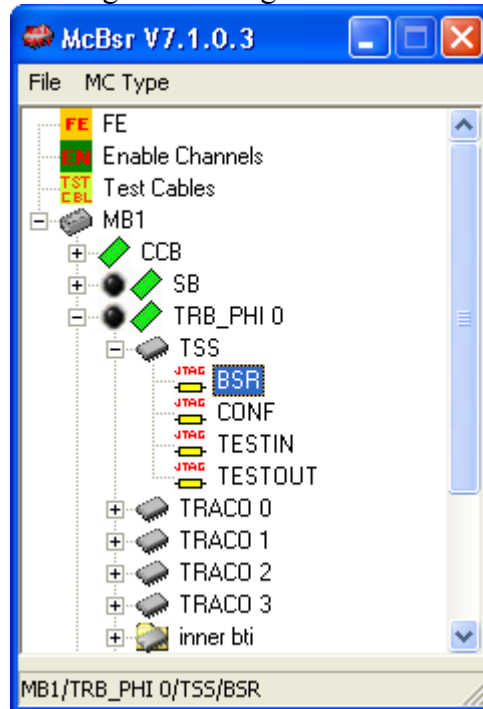 McBsr V7.1.0.3
File MC Type
FE FE
EN Enable Channels
TST CBL Test Cables
MB1
CCB
SB
TRB_PHI 0
TSS
JTAG BSR
JTAG CONF
JTAG TESTIN
JTAG TESTOUT
TRACO 0
TRACO 1
TRACO 2
TRACO 3
inner bti
MB1/TRB_PHI 0/TSS/BSR